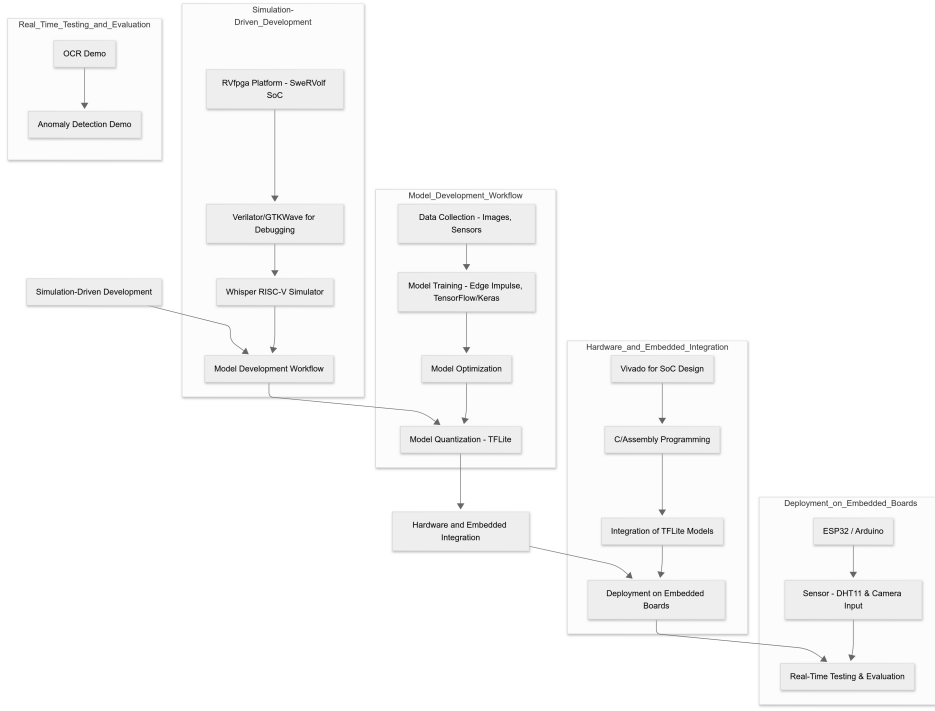 Real_Time_Testing_and_Evaluation
OCR Demo
Anomaly Detection Demo
Simulation-
Driven_Development
RVfpga Platform - SweRVolf
SoC
Verilator/GTKWave for
Debugging
Simulation-Driven Development
Whisper RISC-V Simulator
Model Development Workflow
Model_Development_Workflow
Data Collection - Images,
Sensors
Model Training - Edge Impulse,
TensorFlow/Keras
Model Optimization
Model Quantization - TFLite
Hardware and Embedded
Integration
Hardware_and_Embedded_Integration
Vivado for SoC Design
C/Assembly Programming
Integration of TFLite Models
Deployment on Embedded
Boards
Deployment_on_Embedded_Boards
ESP32 / Arduino
Sensor - DHT11 & Camera
Input
Real-Time Testing & Evaluation